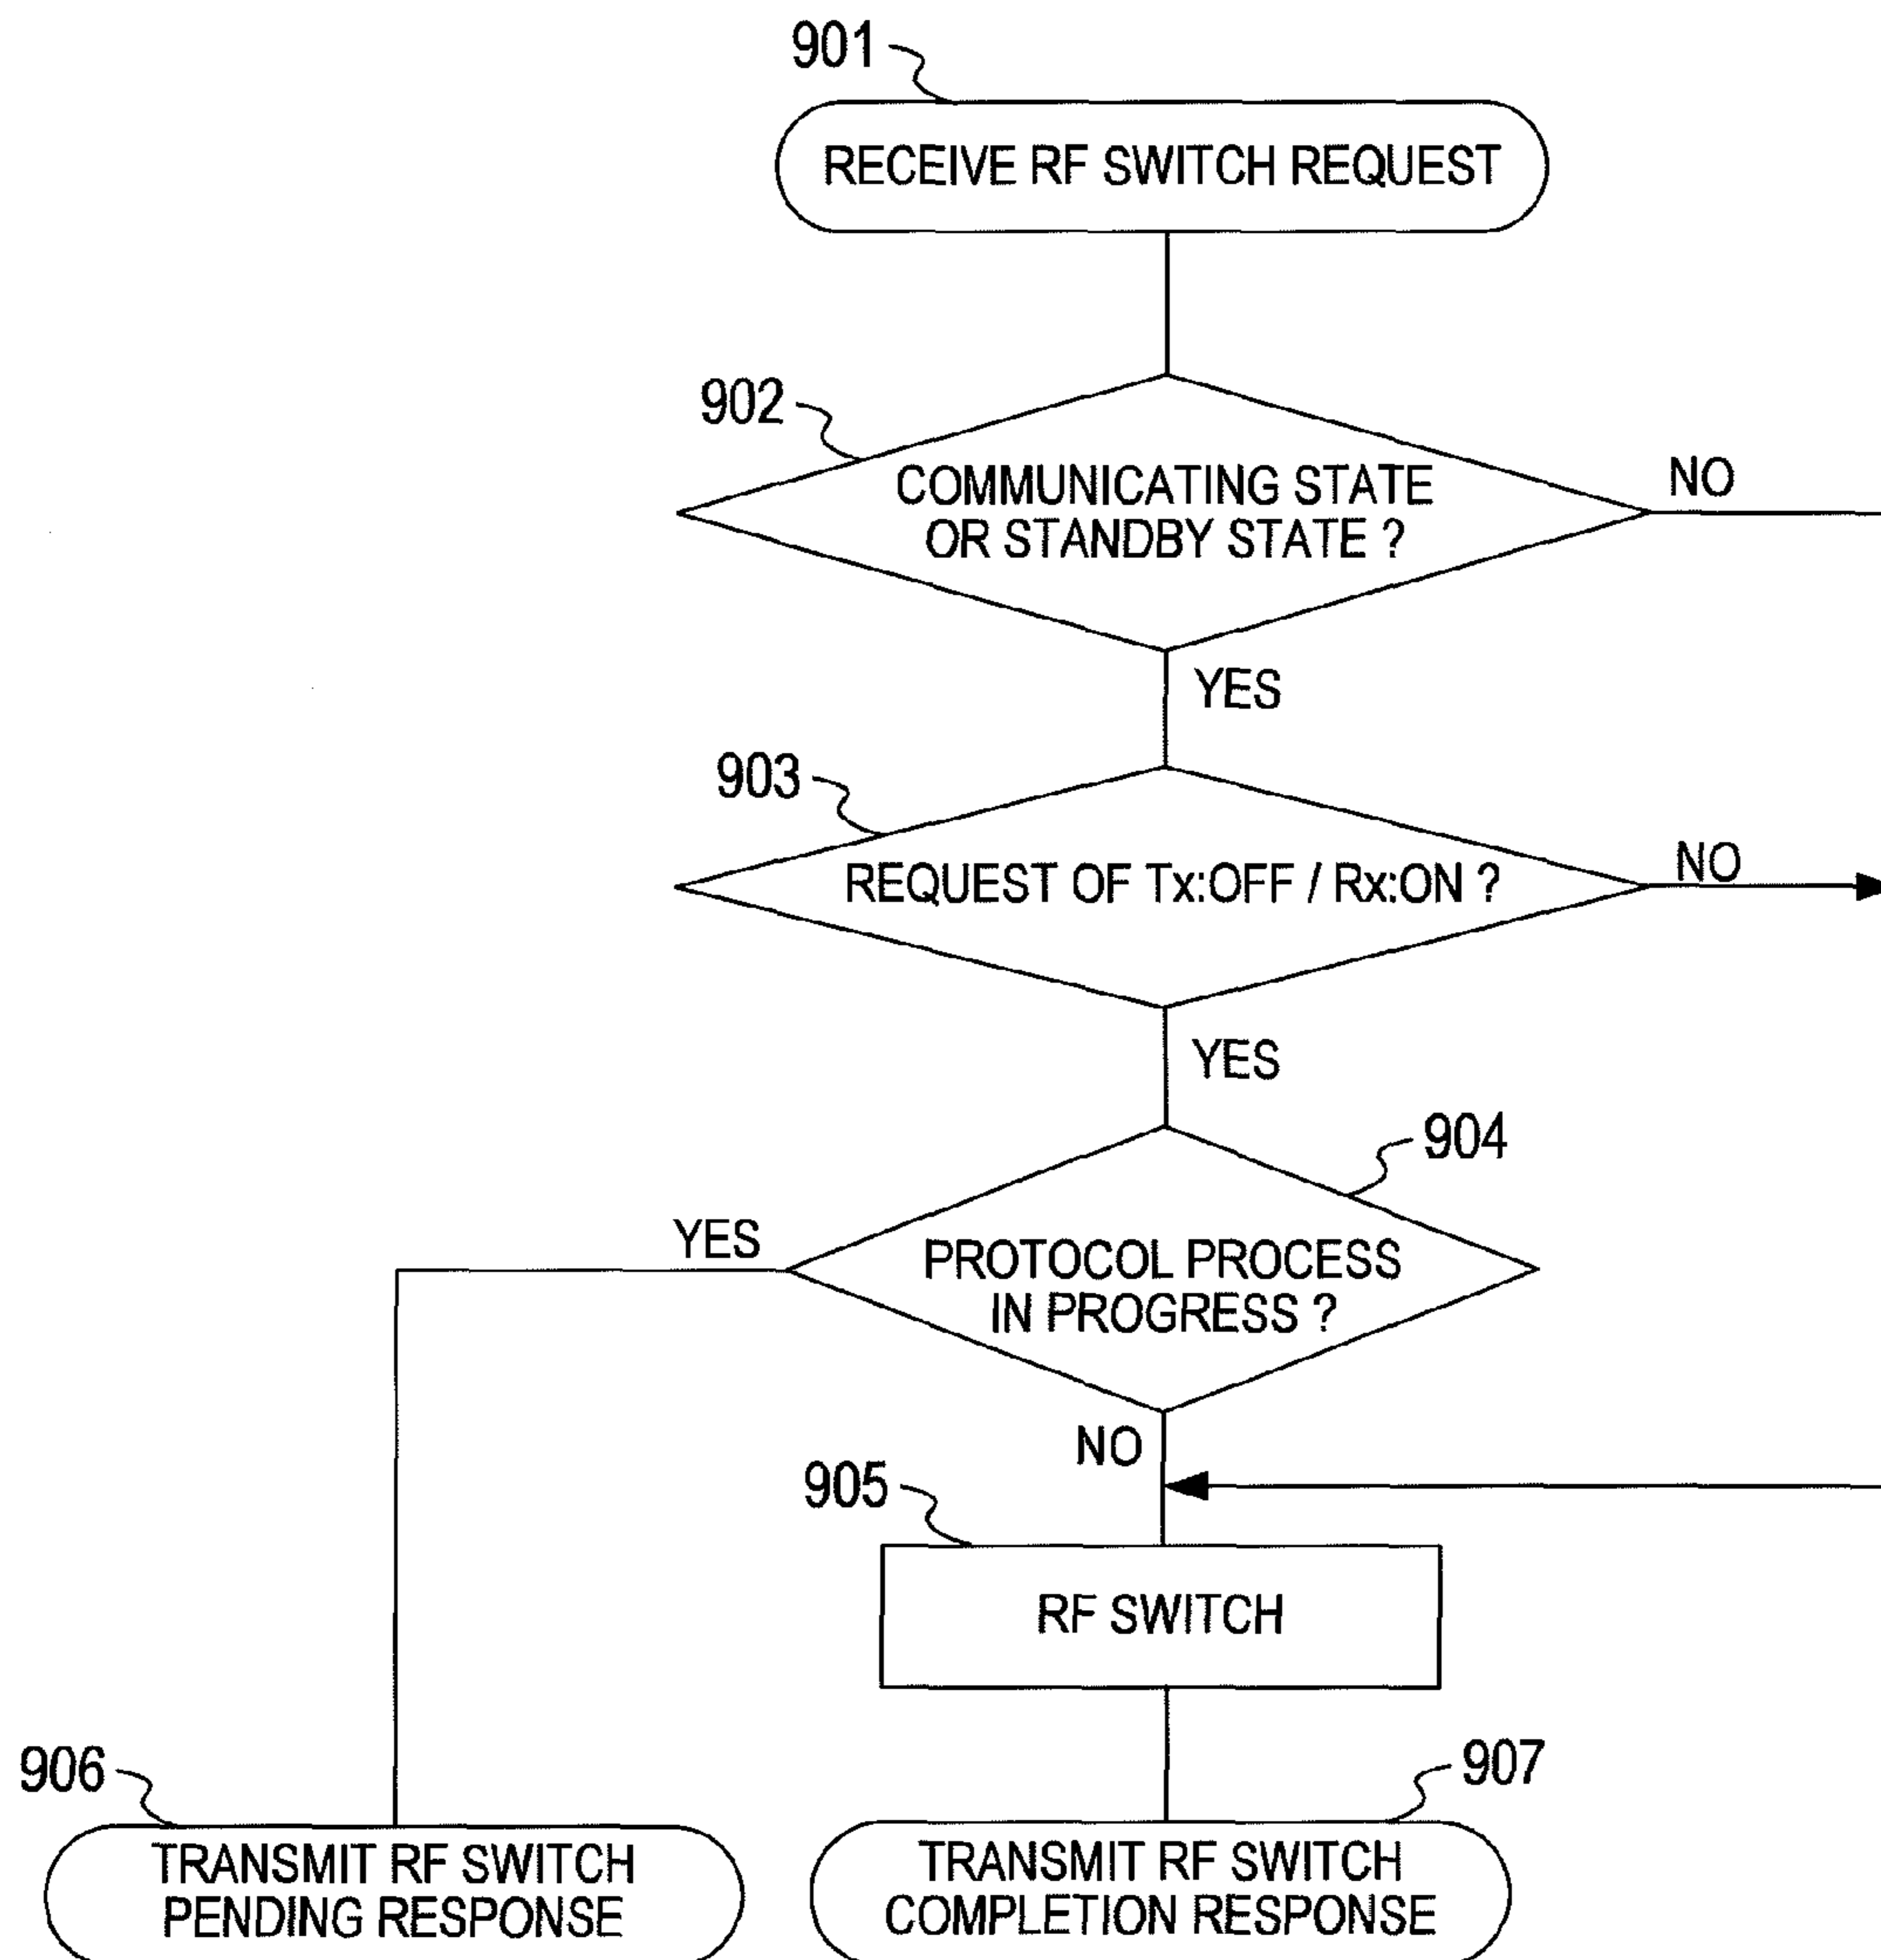 901
RECEIVE RF SWITCH REQUEST
902
COMMUNICATING STATE
OR STANDBY STATE ?
NO
YES
903
REQUEST OF Tx:OFF / Rx:ON ?
NO
YES
904
YES
PROTOCOL PROCESS
IN PROGRESS ?
NO
905
RF SWITCH
906
907
TRANSMIT RF SWITCH
PENDING RESPONSE
TRANSMIT RF SWITCH
COMPLETION RESPONSE